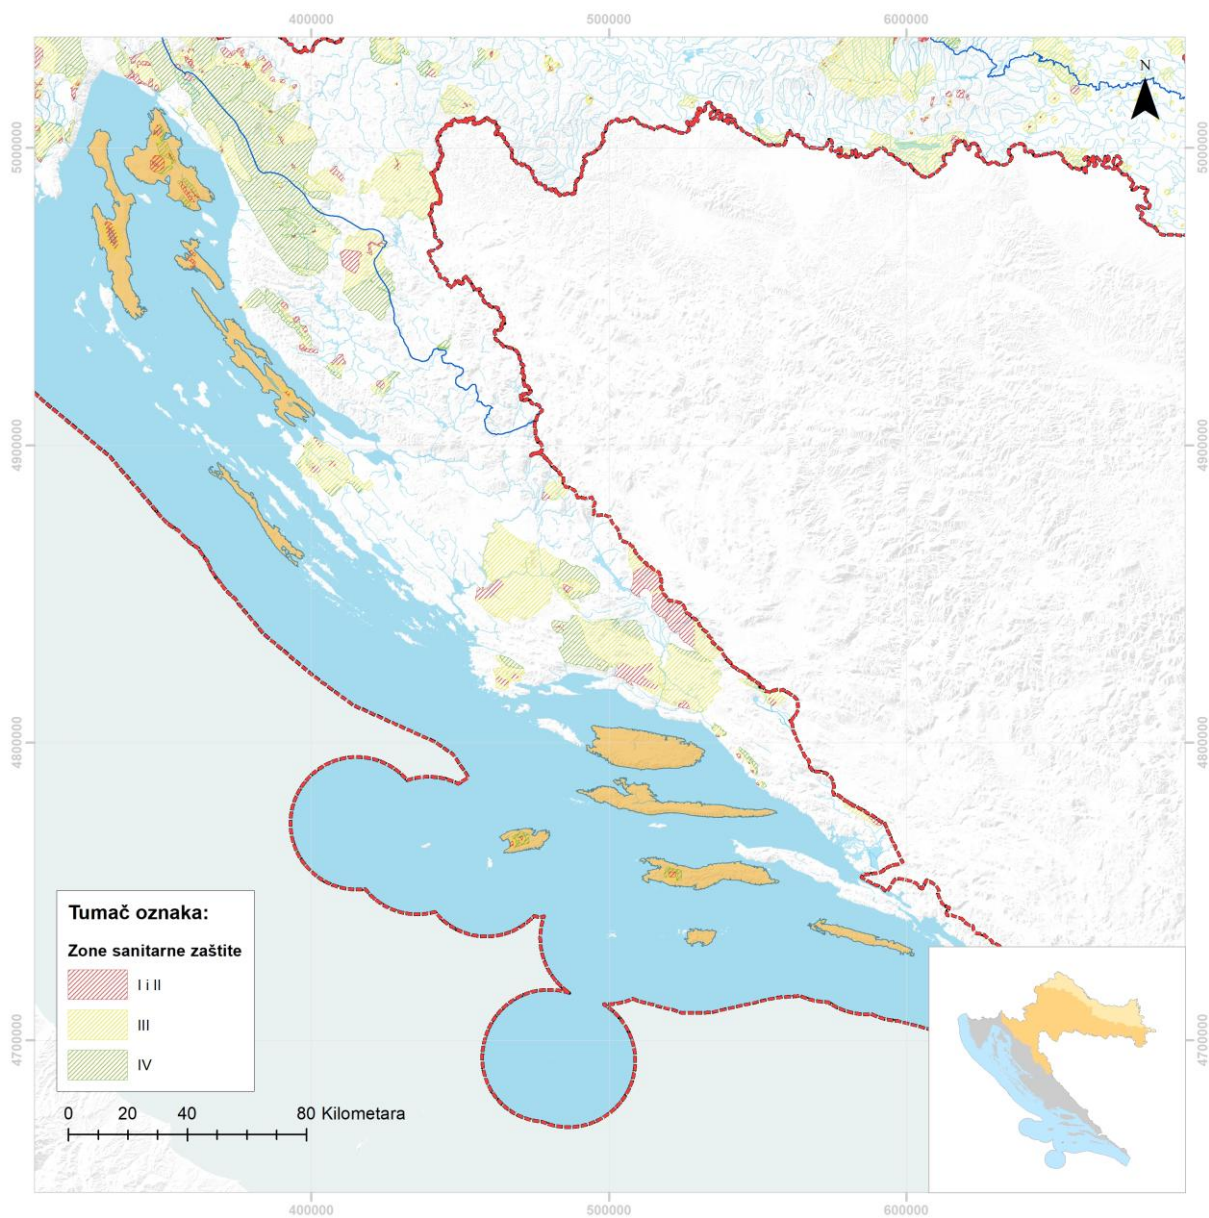 400000 500000 600000
N
5000000 5000000
4900000 4900000
4800000 4800000
4700000 4700000
Tumač oznaka:
Zone sanitarne zaštite
I i II
III
IV
0 20 40 80 Kilometara
400000 500000 600000